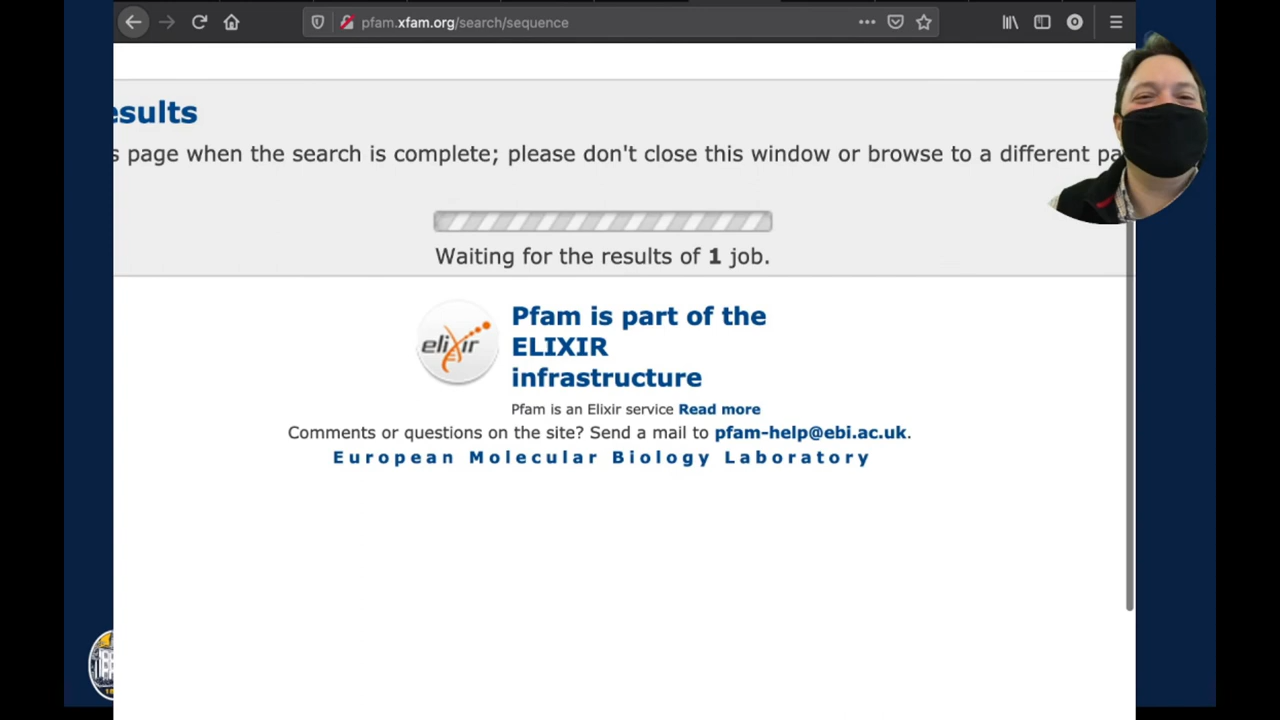 pfam.xfam.org/search/sequence
esults
s page when the search is complete; please don't close this window or browse to a different pa
Waiting for the results of 1 job.
elixir
Pfam is part of the
ELIXIR
infrastructure
Pfam is an Elixir service Read more
Comments or questions on the site? Send a mail to pfam-help@ebi.ac.uk.
European Molecular Biology Laboratory